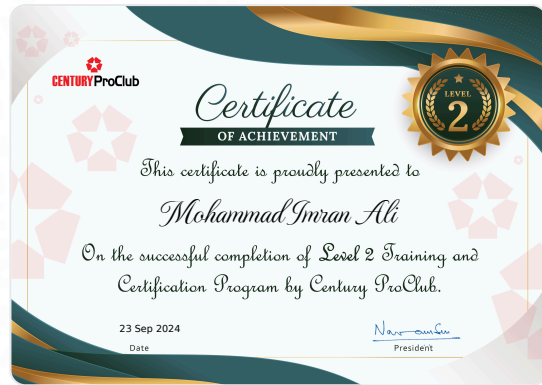 CENTURY ProClub
LEVEL
2
Certificate
OF ACHIEVEMENT
This certificate is proudly presented to
Mohammad Imran Ali
On the successful completion of Level 2 Training and
Certification Program by Century ProClub.
23 Sep 2024
Date
President